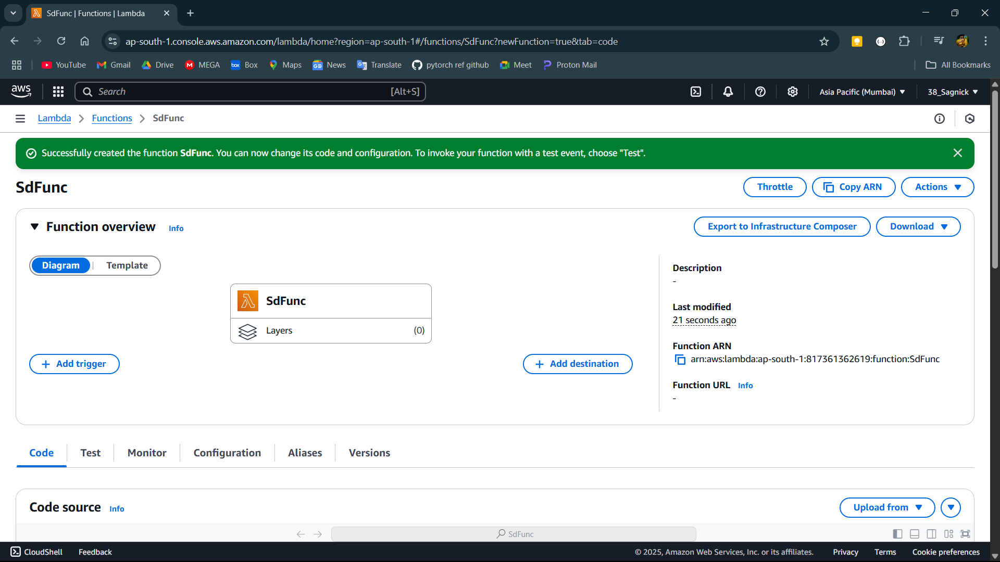 SdFunc | Functions | Lambda
ap-south-1.console.aws.amazon.com/lambda/home?region=ap-south-1#/functions/SdFunc?newFunction=true&tab=code
YouTube Gmail Drive MEGA box Box Maps News Translate pytorch ref github Meet Proton Mail All Bookmarks
aws Search [Alt+S] Asia Pacific (Mumbai) 38_Sagnick
Lambda Functions SdFunc
Successfully created the function SdFunc. You can now change its code and configuration. To invoke your function with a test event, choose "Test".
SdFunc Throttle Copy ARN Actions
Function overview Info Export to Infrastructure Composer Download
Diagram Template
Description
-
SdFunc
Layers (0)
Last modified
21 seconds ago
Add trigger Add destination
Function ARN
arn:aws:lambda:ap-south-1:817361362619:function:SdFunc
Function URL Info
-
Code Test Monitor Configuration Aliases Versions
Code source Info Upload from
SdFunc
CloudShell Feedback © 2025, Amazon Web Services, Inc. or its affiliates. Privacy Terms Cookie preferences